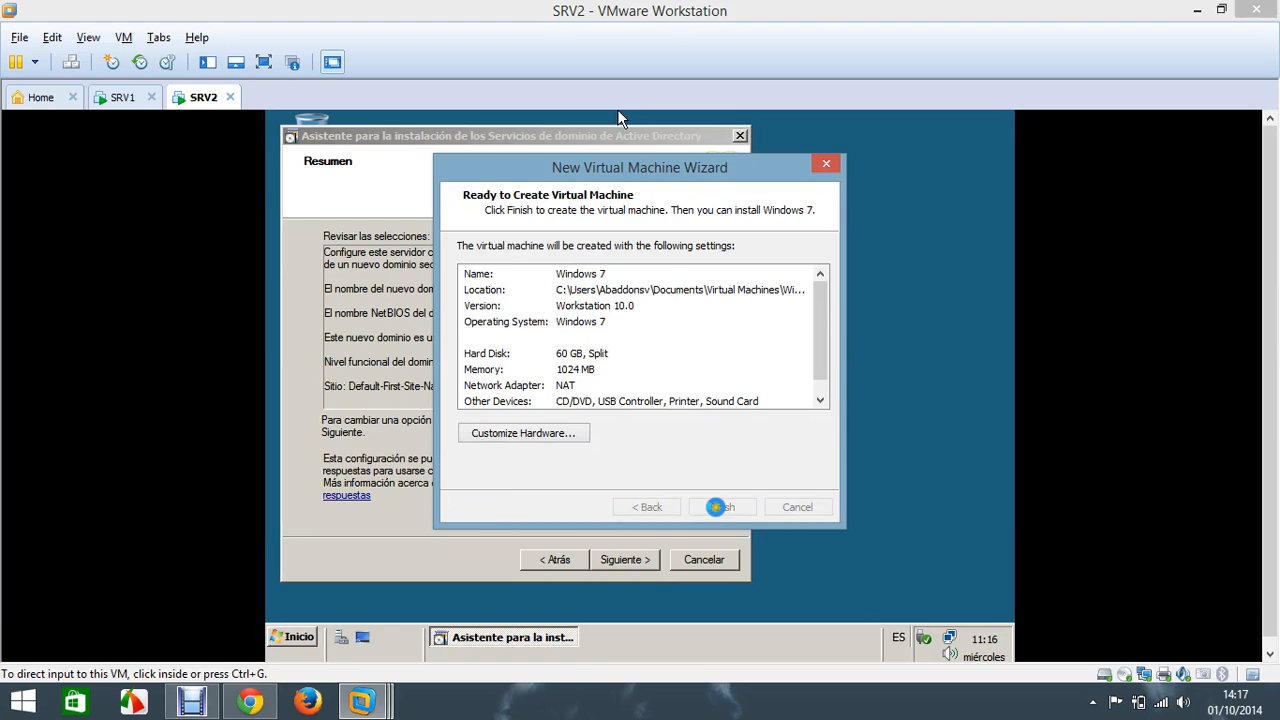 SRV2 - VMware Workstation
File Edit View VM Tabs Help
Home SRV1 SRV2
Asistente para la instalación de los Servicios de dominio de Active Directory
Resumen
Revisar las selecciones:
Configure este servidor c
de un nuevo dominio sec
El nombre del nuevo dom
El nombre NetBIOS del d
Este nuevo dominio es u
Nivel funcional del domin
Sitio: Default-First-Site-Na
Para cambiar una opción
Siguiente.
Esta configuración se pu
respuestas para usarse c
Más información acerca
respuestas
< Atrás Siguiente > Cancelar
New Virtual Machine Wizard
Ready to Create Virtual Machine
Click Finish to create the virtual machine. Then you can install Windows 7.
The virtual machine will be created with the following settings:
Name: Windows 7
Location: C:\Users\Abaddonsv\Documents\Virtual Machines\Wi...
Version: Workstation 10.0
Operating System: Windows 7
Hard Disk: 60 GB, Split
Memory: 1024 MB
Network Adapter: NAT
Other Devices: CD/DVD, USB Controller, Printer, Sound Card
Customize Hardware...
< Back Cancel
Inicio Asistente para la inst... ES 11:16
miércoles
To direct input to this VM, click inside or press Ctrl+G.
14:17
01/10/2014